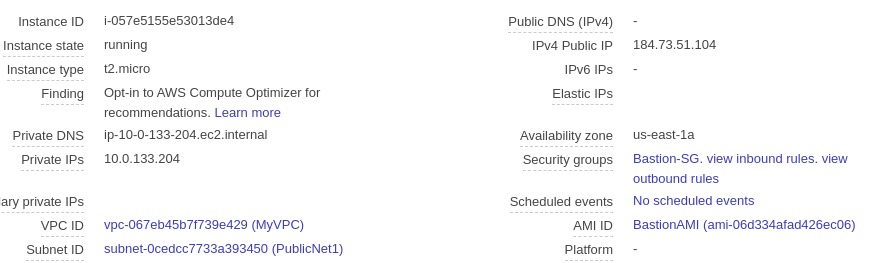 Instance ID i-057e5155e53013de4
Public DNS (IPv4) -
Instance state running
IPv4 Public IP 184.73.51.104
Instance type t2.micro
IPv6 IPs -
Finding Opt-in to AWS Compute Optimizer for
recommendations. Learn more
Elastic IPs
Private DNS ip-10-0-133-204.ec2.internal
Availability zone us-east-1a
Private IPs 10.0.133.204
Security groups Bastion-SG. view inbound rules. view
outbound rules
ary private IPs
Scheduled events No scheduled events
VPC ID vpc-067eb45b7f739e429 (MyVPC)
AMI ID BastionAMI (ami-06d334afad426ec06)
Subnet ID subnet-0cedcc7733a393450 (PublicNet1)
Platform -